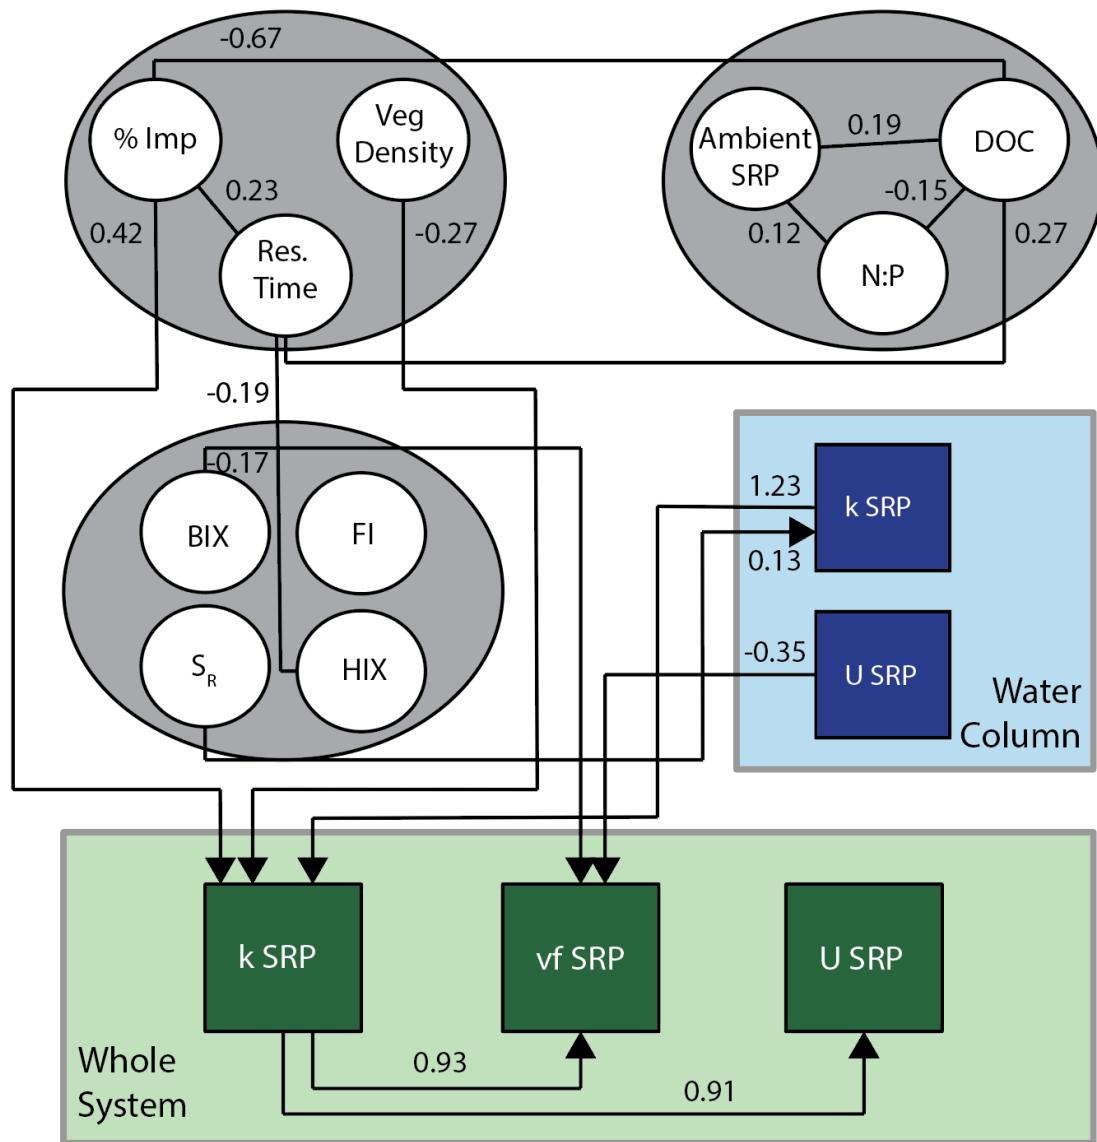 -0.67
% Imp
Veg
Density
0.23
0.42
Res.
Time
-0.27
Ambient
SRP
0.19
DOC
-0.15
0.12
N:P
0.27
-0.19
-0.17
BIX
FI
SR
HIX
1.23
k SRP
0.13
-0.35
U SRP
Water
Column
k SRP
vf SRP
U SRP
0.93
0.91
Whole
System